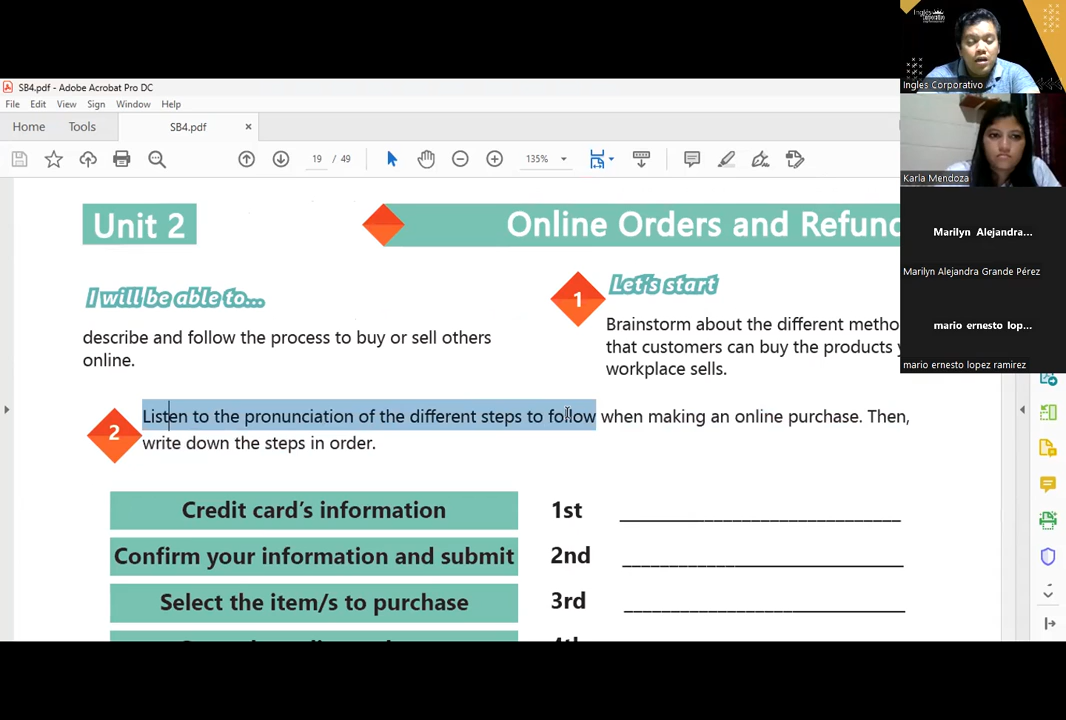 SB4.pdf - Adobe Acrobat Pro DC
File Edit View Sign Window Help
Home Tools SB4.pdf ×
19 / 49 135%
Unit 2
Online Orders and Refund
I will be able to...
describe and follow the process to buy or sell others
online.
1 Let's start
Brainstorm about the different metho
that customers can buy the products y
workplace sells.
2 Listen to the pronunciation of the different steps to follow when making an online purchase. Then,
write down the steps in order.
Credit card's information
1st
Confirm your information and submit
2nd
Select the item/s to purchase
3rd
Inglés
Corporativo
Ingles Corporativo
Karla Mendoza
Marilyn Alejandra...
Marilyn Alejandra Grande Pérez
mario ernesto lop...
mario ernesto lopez ramirez